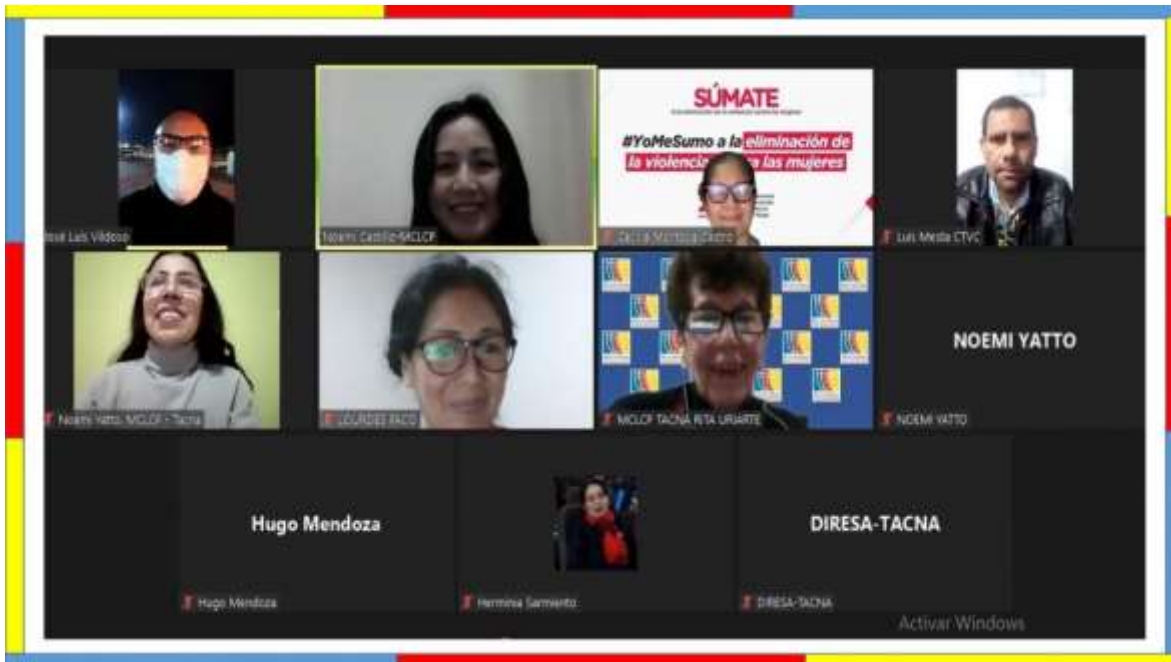 SÚMATE
#YoMeSumo a la eliminación de
la violencia las mujeres
José Luis Vildoso
Noemi Castillo-MCLCP
Luis Mesta CTVC
Noemi Yatto, MCLCP - Tacna
LOURDES PACO
MCLCP TACNA RITA URIARTE
NOEMI YATTO
NOEMI YATTO
Hugo Mendoza
DIRESA-TACNA
Hugo Mendoza
Herminia Sarmiento
DIRESA-TACNA
Activar Windows